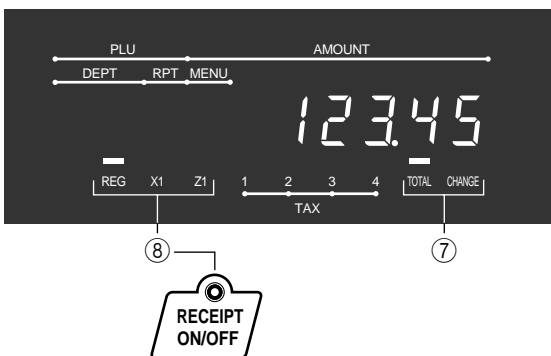 PLU AMOUNT
DEPT RPT MENU
123.45
REG X1 Z1 1 2 3 4 TOTAL CHANGE
TAX
⑧ ⑦
RECEIPT
ON/OFF